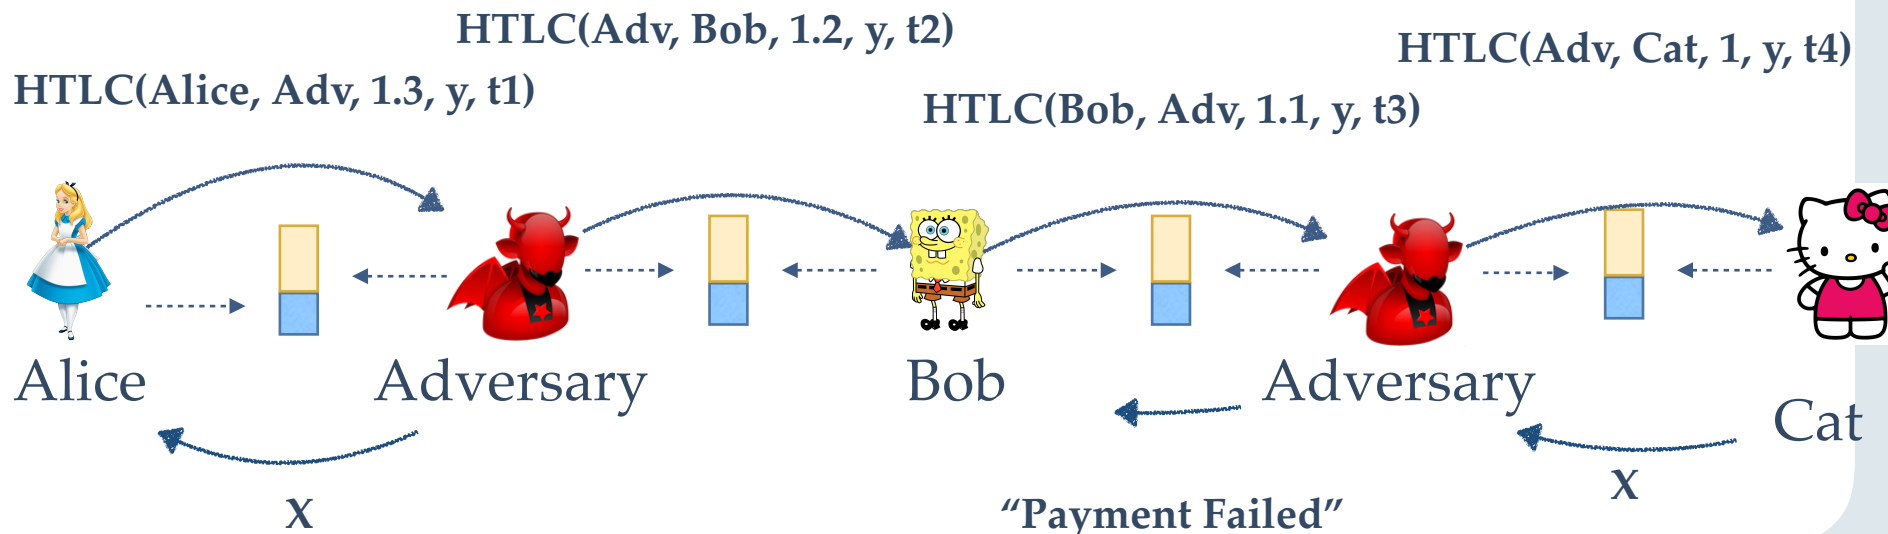 HTLC(Adv, Bob, 1.2, y, t2)
HTLC(Adv, Cat, 1, y, t4)
HTLC(Alice, Adv, 1.3, y, t1)
HTLC(Bob, Adv, 1.1, y, t3)
Alice
Adversary
Bob
Adversary
Cat
x
"Payment Failed"
x